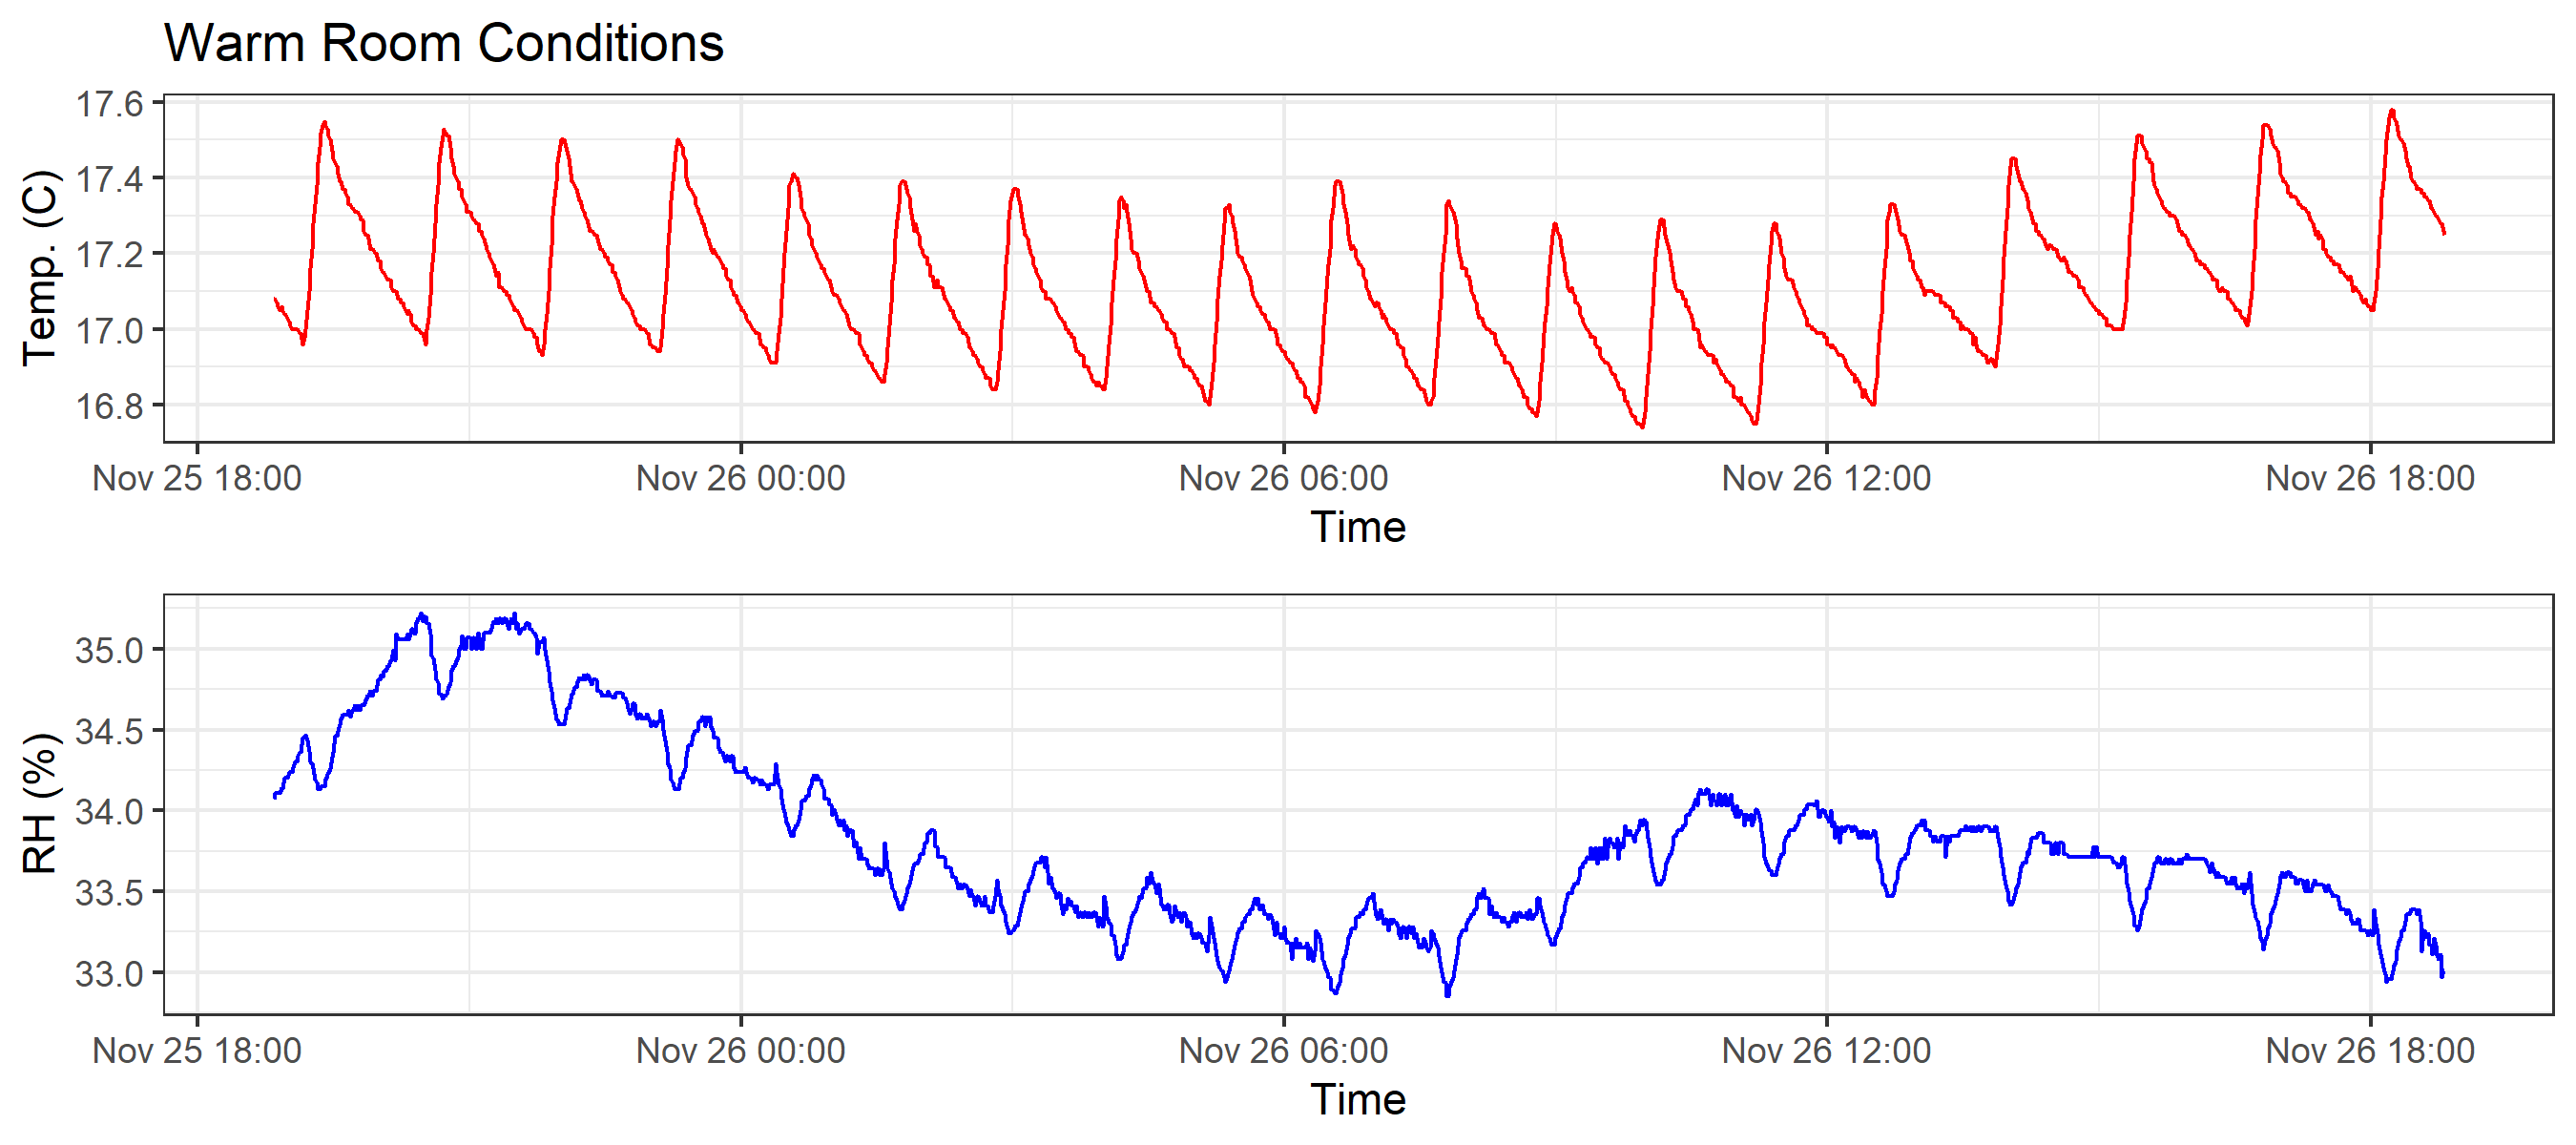 Warm Room Conditions
Temp. (C)
17.6
17.4
17.2
17.0
16.8
Nov 25 18:00 Nov 26 00:00 Nov 26 06:00 Nov 26 12:00 Nov 26 18:00
Time
RH (%)
35.0
34.5
34.0
33.5
33.0
Nov 25 18:00 Nov 26 00:00 Nov 26 06:00 Nov 26 12:00 Nov 26 18:00
Time